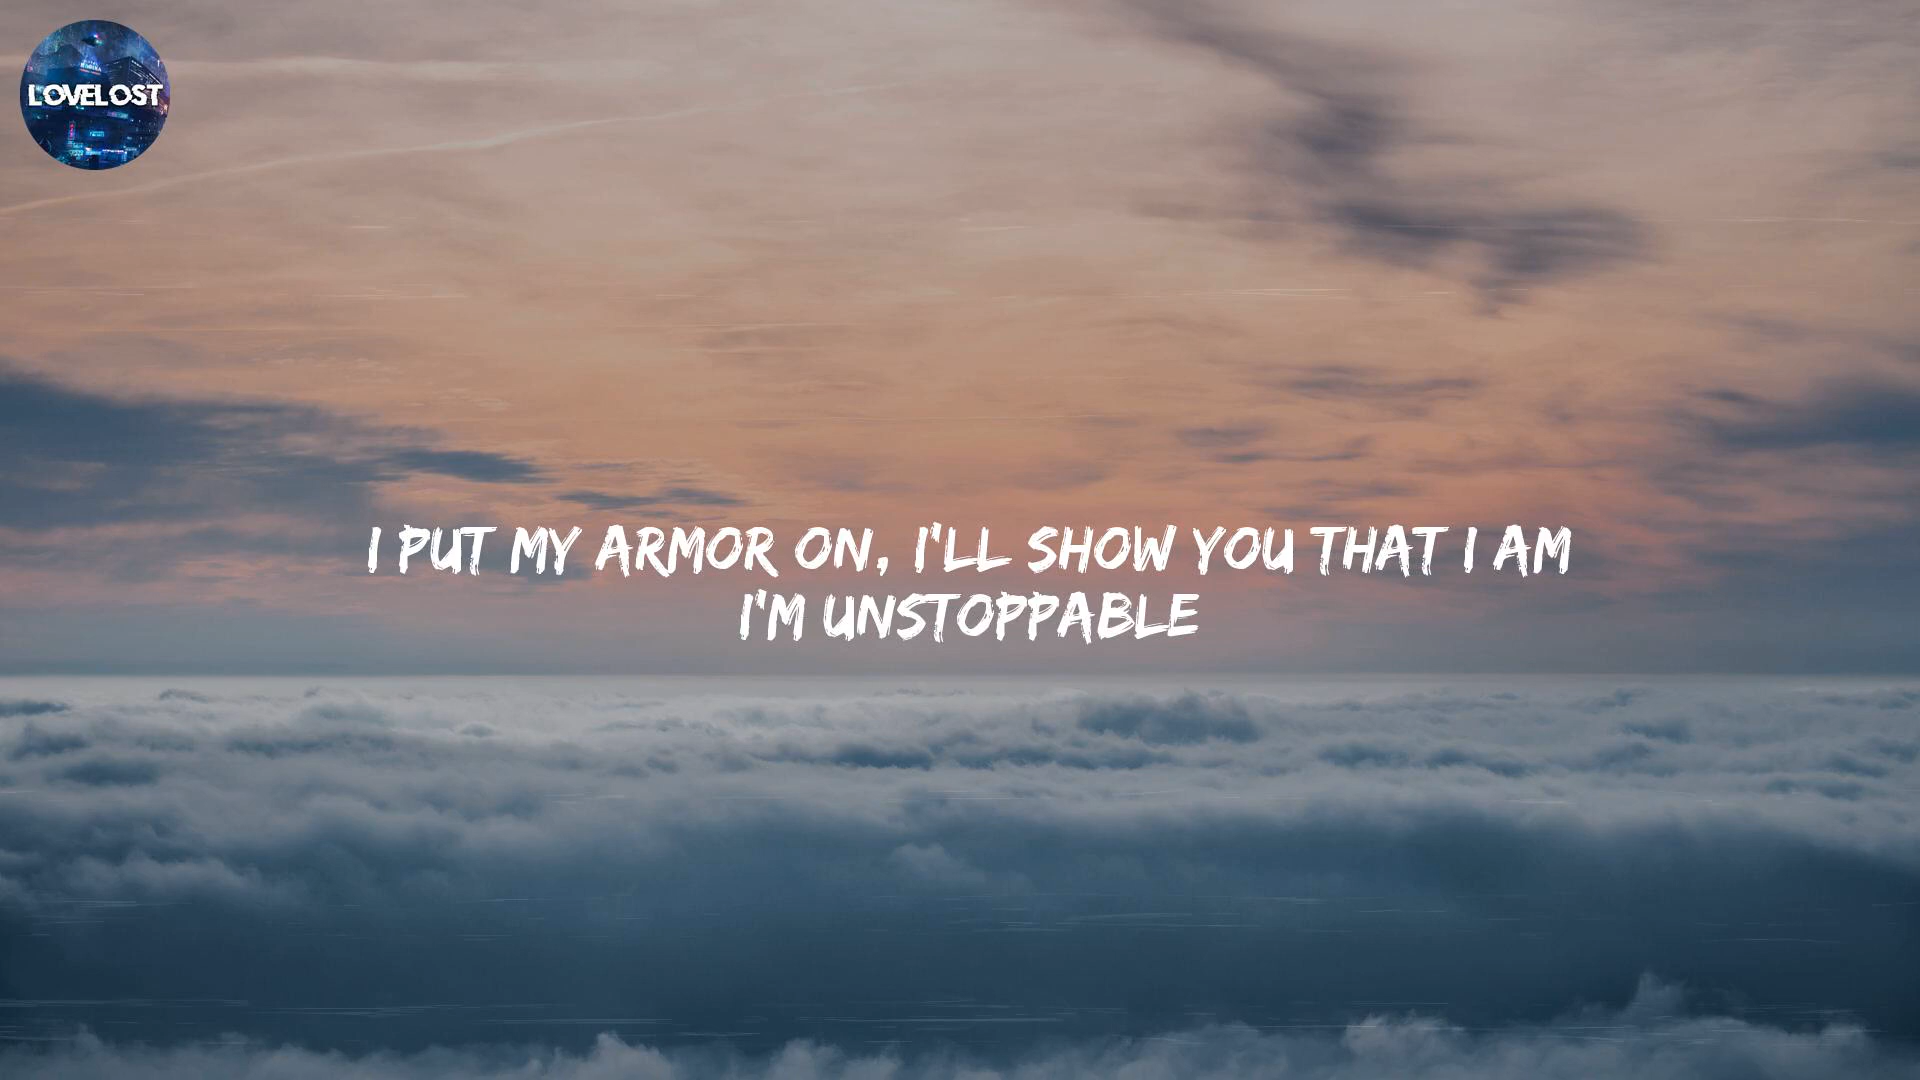 LOVELOST
I PUT MY ARMOR ON, I'LL SHOW YOU THAT I AM
I'M UNSTOPPABLE